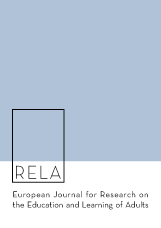 RELA
European Journal for Research on
the Education and Learning of Adults